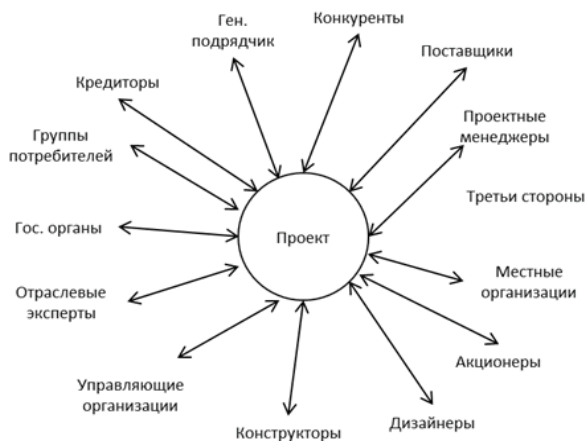 Конкуренты
Ген.
подрядчик
Поставщики
Кредиторы
Проектные
менеджеры
Группы
потребителей
Третьи стороны
Гос. органы
Проект
Местные
организации
Отраслевые
эксперты
Акционеры
Управляющие
организации
Дизайнеры
Конструкторы